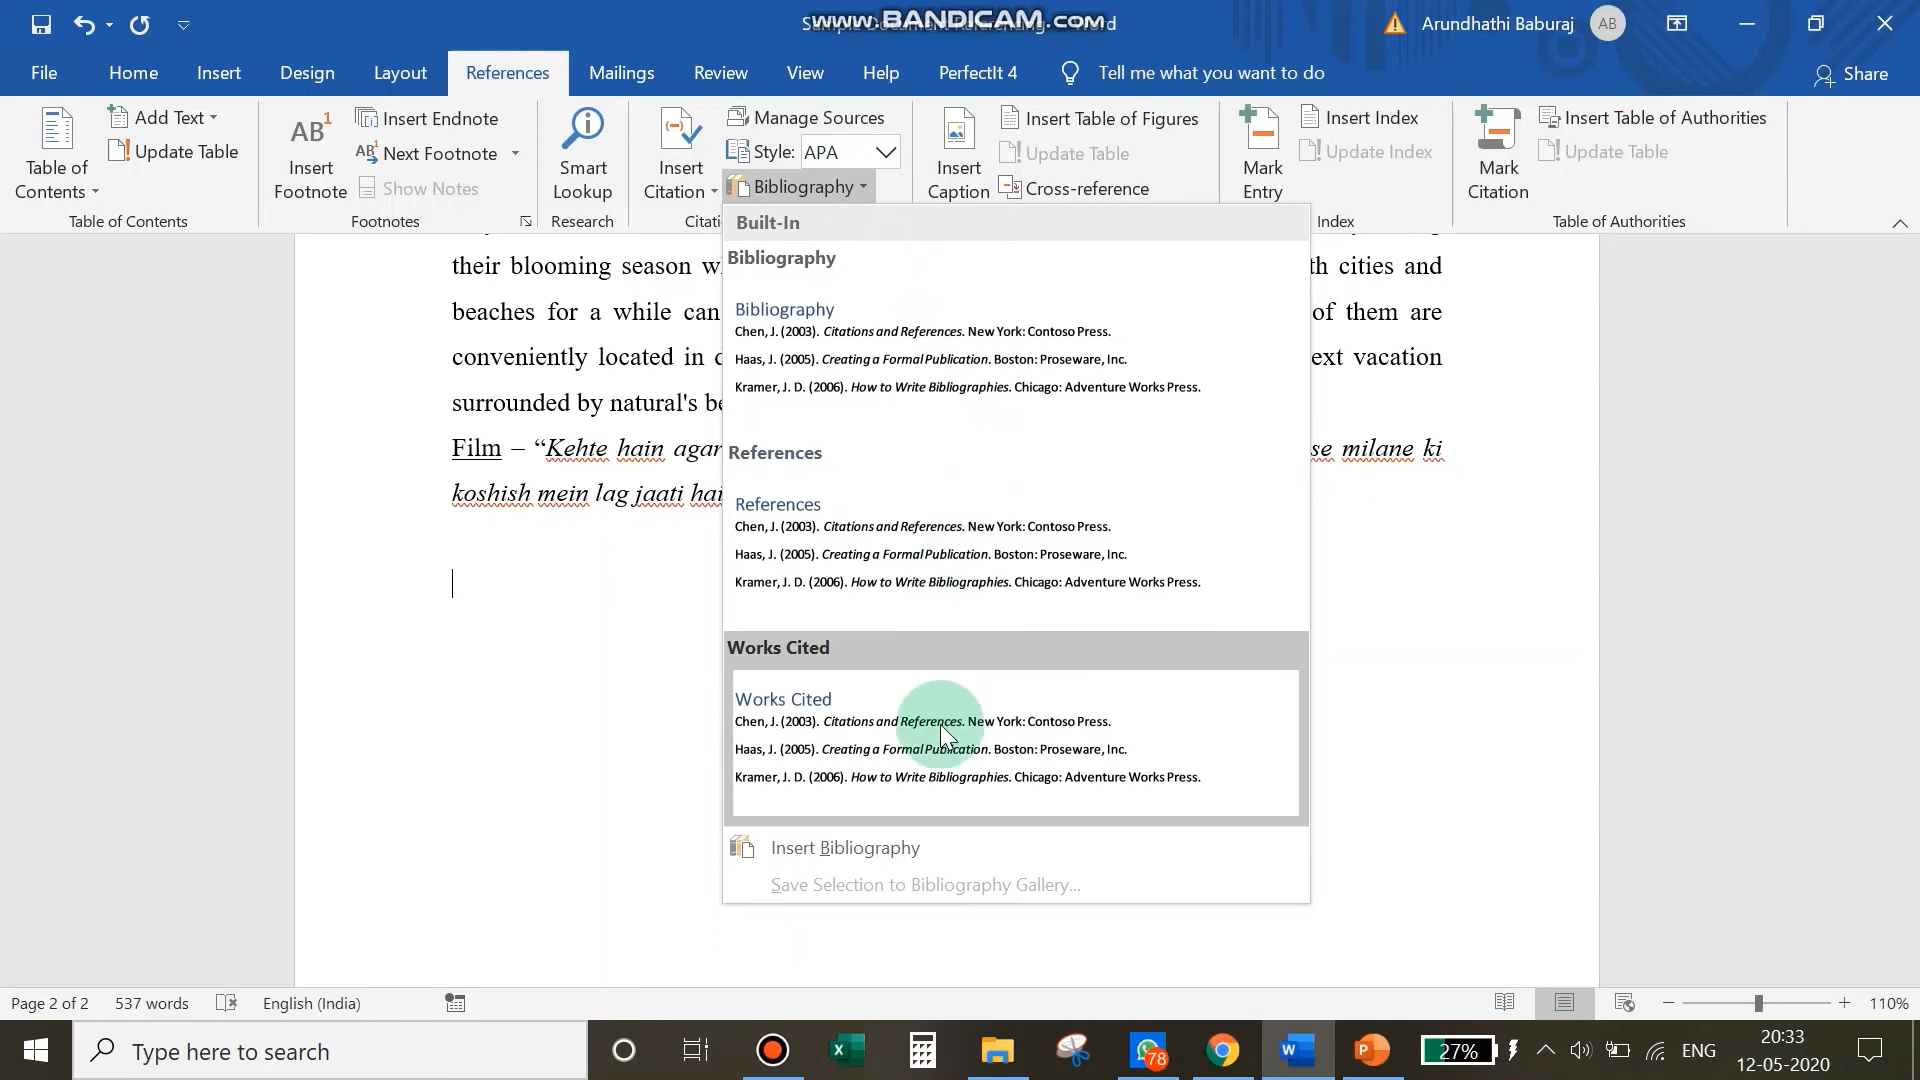 www.BANDICAM.com
Arundhathi Baburaj
AB
File
Home
Insert
Design
Layout
References
Mailings
Review
View
Help
PerfectIt 4
Tell me what you want to do
Share
Table of
Contents
Add Text
Update Table
Table of Contents
AB1
Insert
Footnote
Insert Endnote
Next Footnote
Show Notes
Footnotes
Smart
Lookup
Research
Insert
Citation
Manage Sources
Style: APA
Bibliography
Citati
Insert
Caption
Insert Table of Figures
Update Table
Cross-reference
Mark
Entry
Insert Index
Update Index
Index
Mark
Citation
Insert Table of Authorities
Update Table
Table of Authorities
their blooming season w
th cities and
beaches for a while can
of them are
conveniently located in
ext vacation
surrounded by natural's be
Film – “Kehte hain agar
se milane ki
koshish mein lag jaati hai
Built-In
Bibliography
Bibliography
Chen, J. (2003). Citations and References. New York: Contoso Press.
Haas, J. (2005). Creating a Formal Publication. Boston: Proseware, Inc.
Kramer, J. D. (2006). How to Write Bibliographies. Chicago: Adventure Works Press.
References
References
Chen, J. (2003). Citations and References. New York: Contoso Press.
Haas, J. (2005). Creating a Formal Publication. Boston: Proseware, Inc.
Kramer, J. D. (2006). How to Write Bibliographies. Chicago: Adventure Works Press.
Works Cited
Works Cited
Chen, J. (2003). Citations and References. New York: Contoso Press.
Haas, J. (2005). Creating a Formal Publication. Boston: Proseware, Inc.
Kramer, J. D. (2006). How to Write Bibliographies. Chicago: Adventure Works Press.
Insert Bibliography
Save Selection to Bibliography Gallery...
Page 2 of 2
537 words
English (India)
110%
Type here to search
78
27%
ENG
20:33
12-05-2020